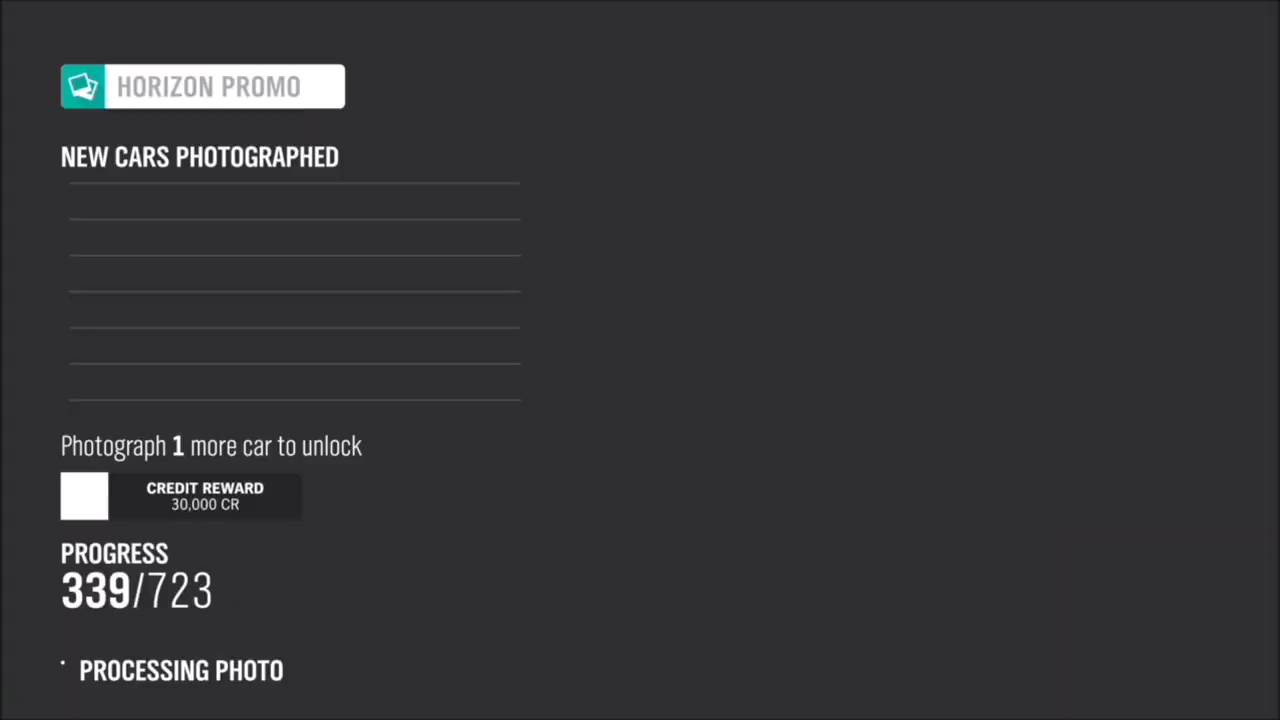 HORIZON PROMO
NEW CARS PHOTOGRAPHED
Photograph 1 more car to unlock
CREDIT REWARD
30,000 CR
PROGRESS
339/723
PROCESSING PHOTO